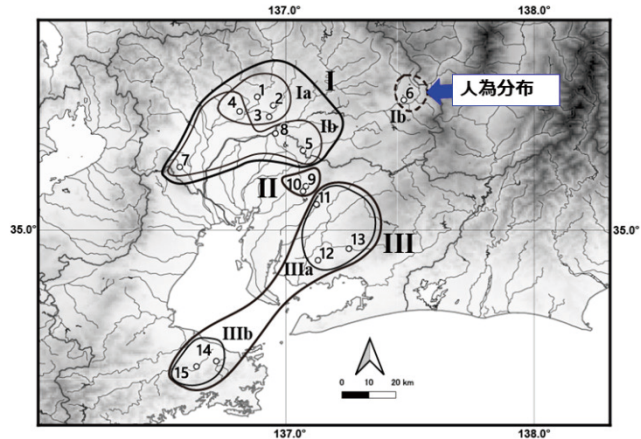 137.0° 138.0°
1 Ia I
4 2
3
6 人為分布
Ib
8 Ib
5
7
II 10 9
11
35.0° 35.0°
III
13
12
IIIa
IIIb
14
15
0 10 20 km
137.0° 138.0°